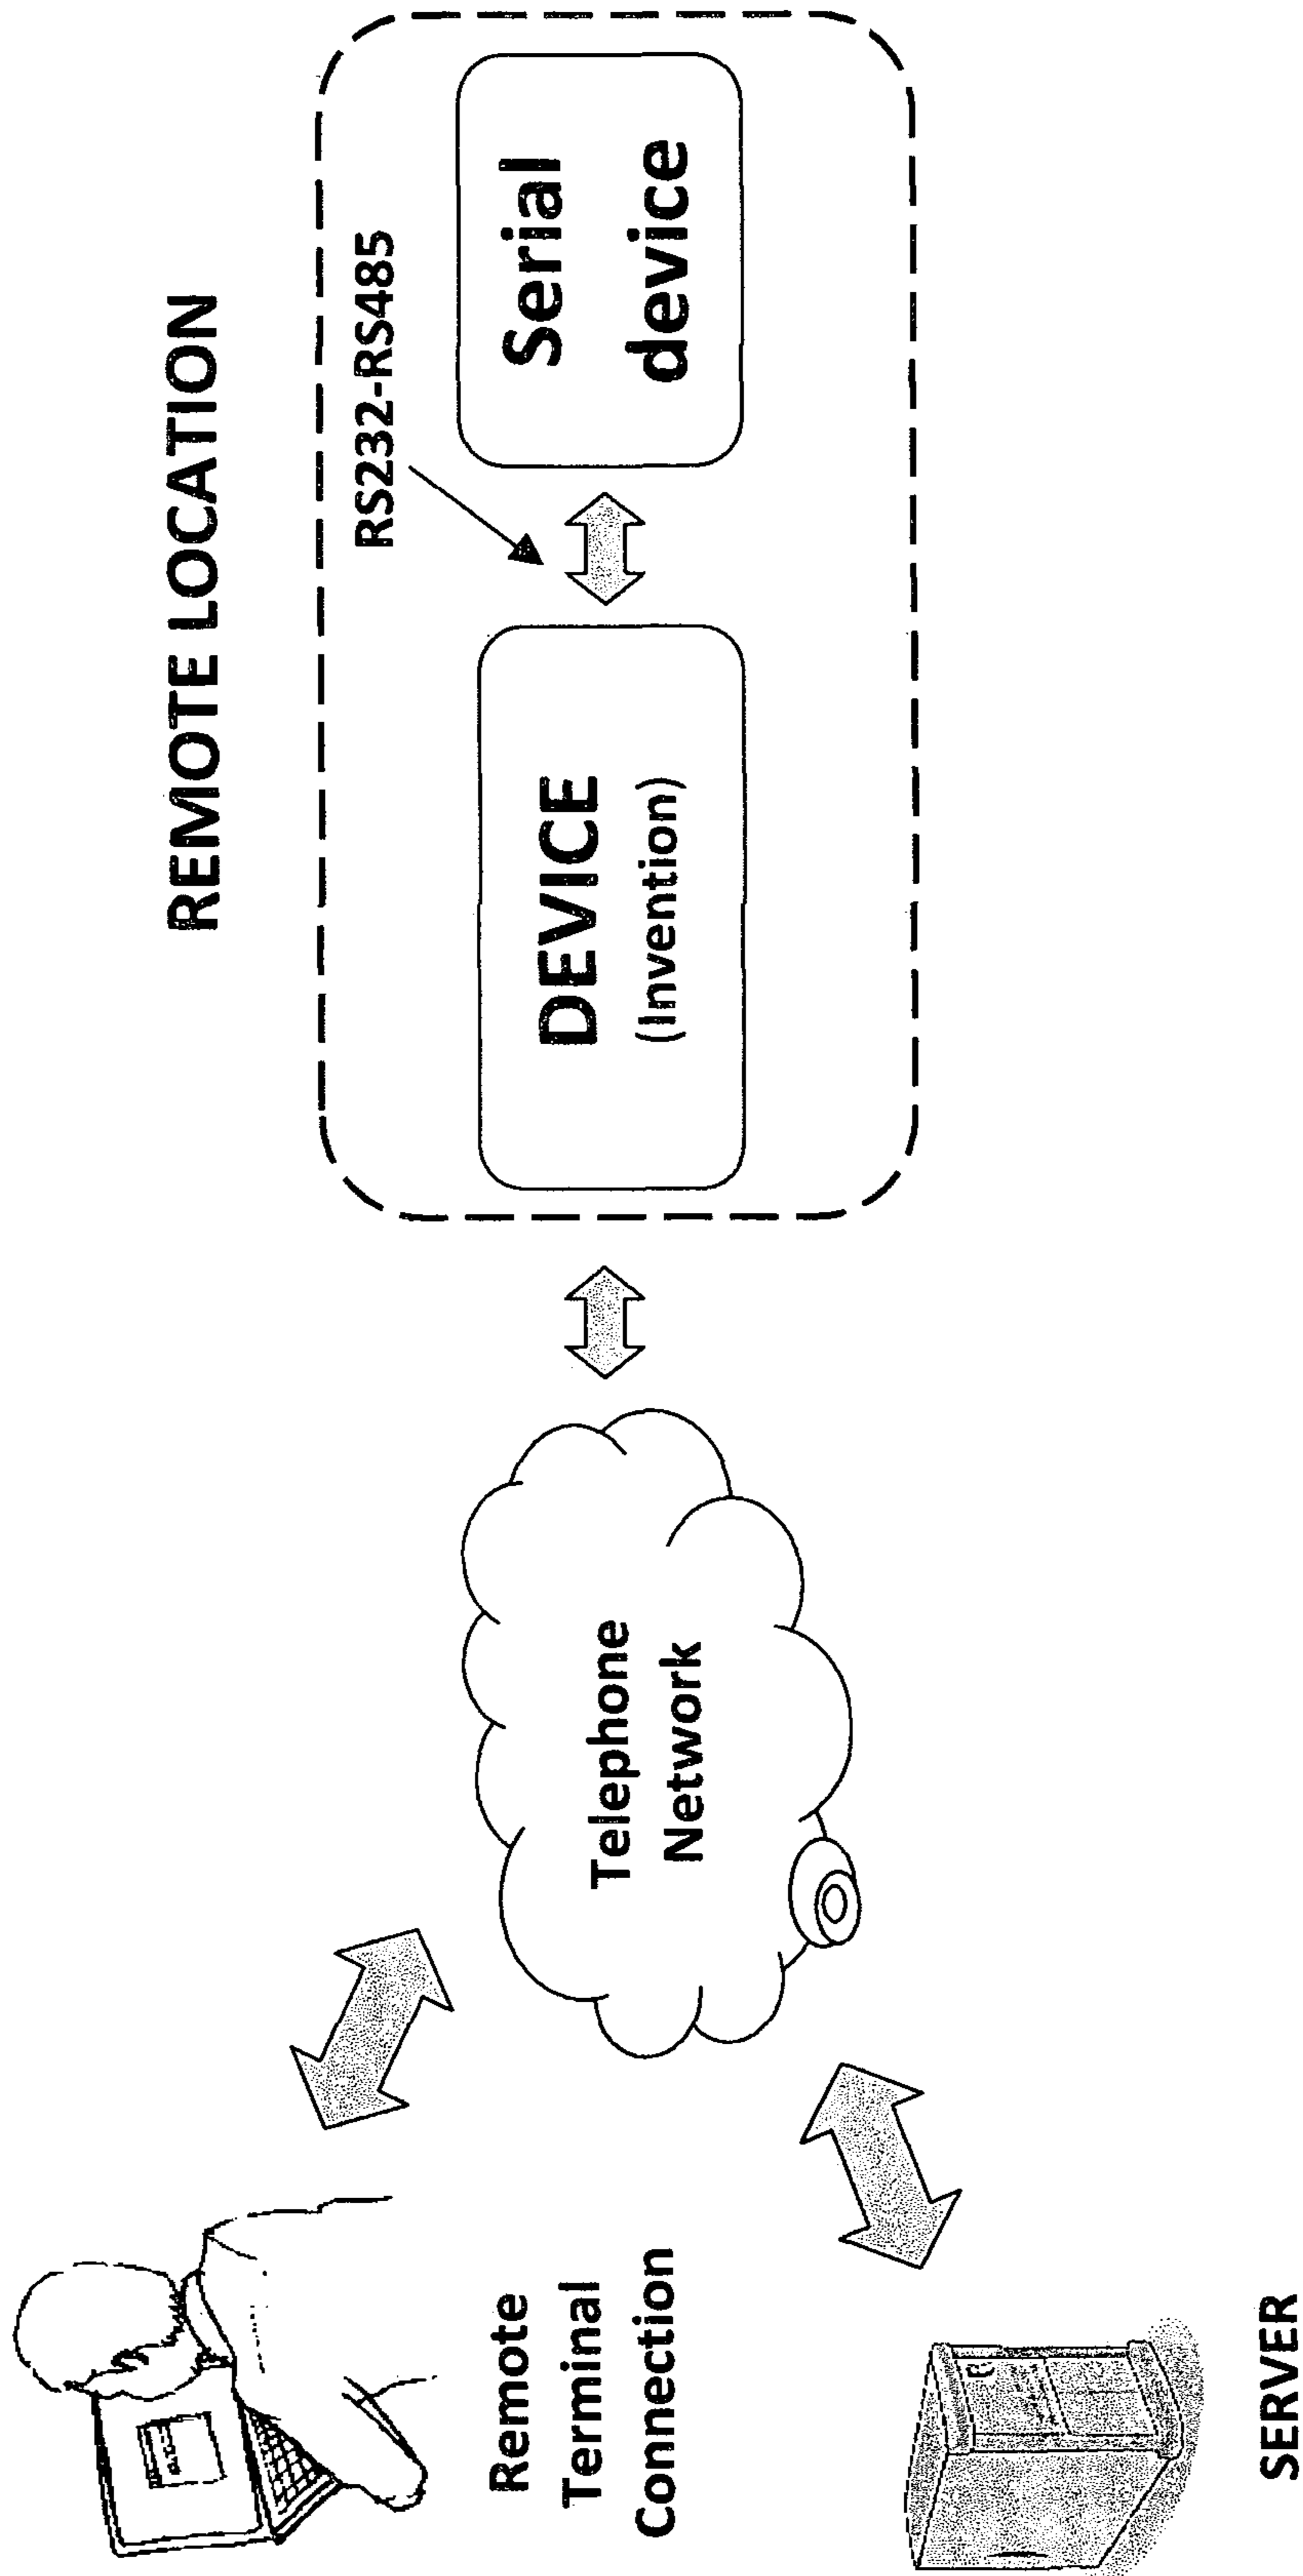 REMOTE LOCATION
RS232-RS485
Serial
device
DEVICE
(Invention)
Telephone
Network
Remote
Terminal
Connection
SERVER